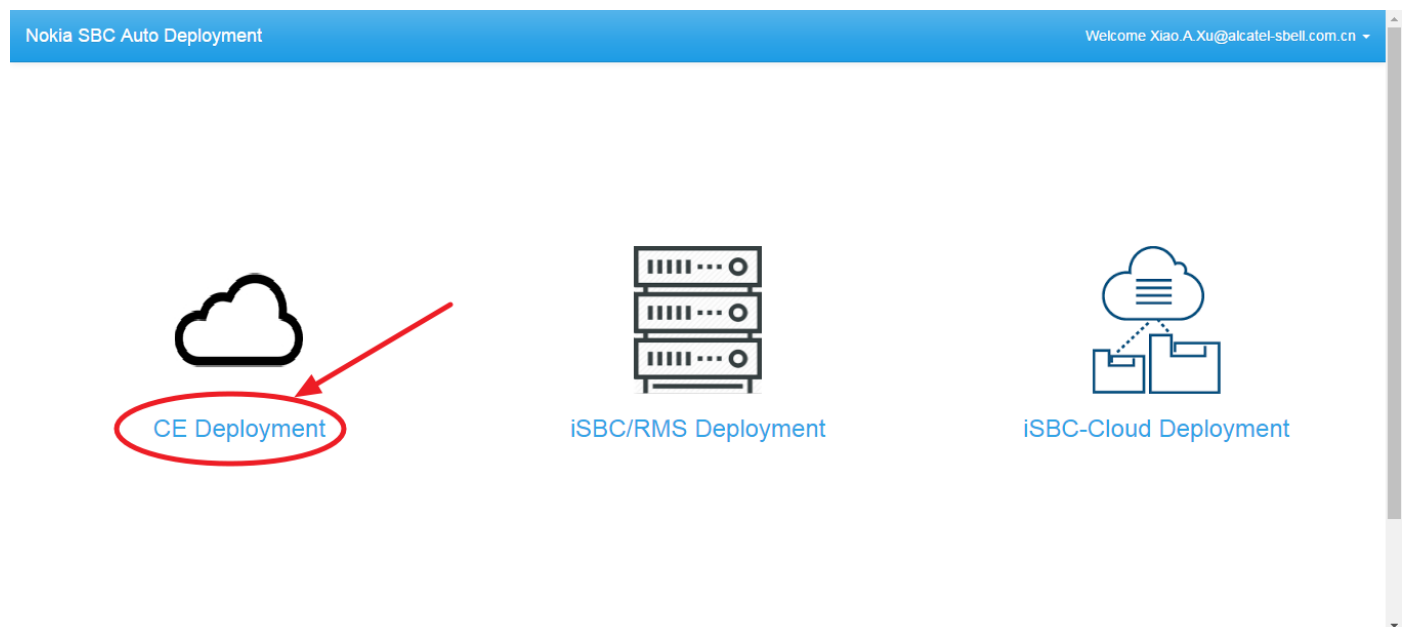 Nokia SBC Auto Deployment
Welcome Xiao.A.Xu@alcatel-sbell.com.cn
CE Deployment
iSBC/RMS Deployment
iSBC-Cloud Deployment